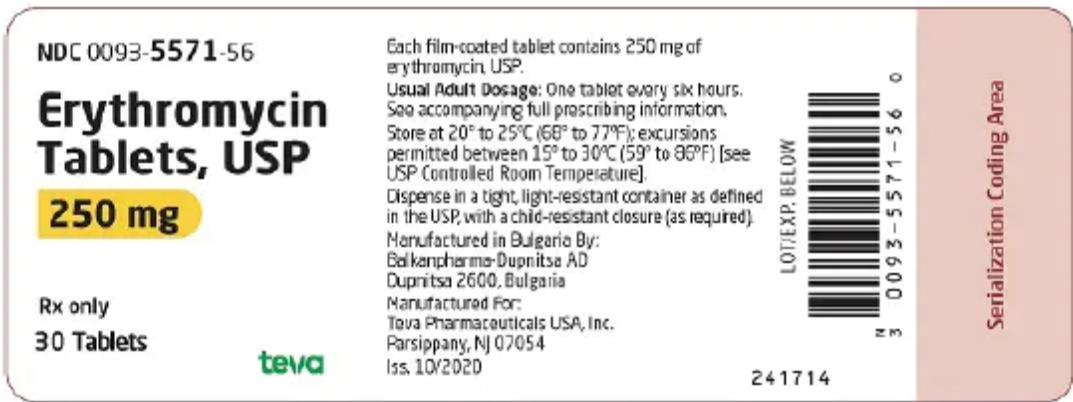 NDC 0093-5571-56
Erythromycin
Tablets, USP
250 mg
Rx only
30 Tablets
teva
Each film-coated tablet contains 250 mg of
erythromycin, USP.
Usual Adult Dosage: One tablet every six hours.
See accompanying full prescribing information.
Store at 20° to 25°C (68° to 77°F); excursions
permitted between 15° to 30°C (59° to 86°F) [see
USP Controlled Room Temperature].
Dispense in a tight, light-resistant container as defined
in the USP, with a child-resistant closure (as required).
Manufactured in Bulgaria By:
Balkanpharma-Dupnitsa AD
Dupnitsa 2600, Bulgaria
Manufactured For:
Teva Pharmaceuticals USA, Inc.
Parsippany, NJ 07054
Iss. 10/2020
LOT/EXP. BELOW
N
3 0093-5571-56 0
241714
Serialization Coding Area